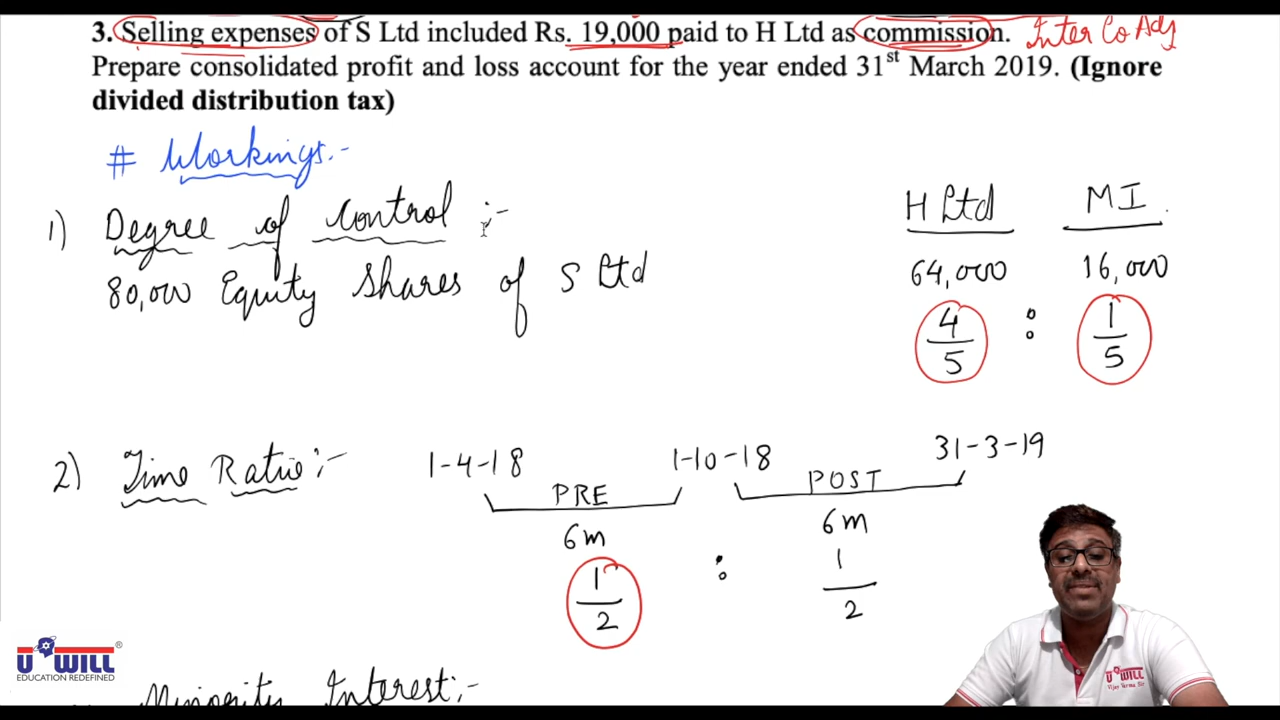 3. Selling expenses of S Ltd included Rs. 19,000 paid to H Ltd as commission. Inter Co Adj
Prepare consolidated profit and loss account for the year ended 31st March 2019. (Ignore
divided distribution tax)
# Workings:-
1) Degree of Control :-
H Ltd MI
80,000 Equity Shares of S Ltd 64,000 16,000
4/5 : 1/5
2) Time Ratio:- 1-4-18 1-10-18 31-3-19
PRE POST
6m 6m
1/2 : 1/2
Minority Interest:-
U WILL ®
EDUCATION REDEFINED
U WILL
Vijay Varma Sir